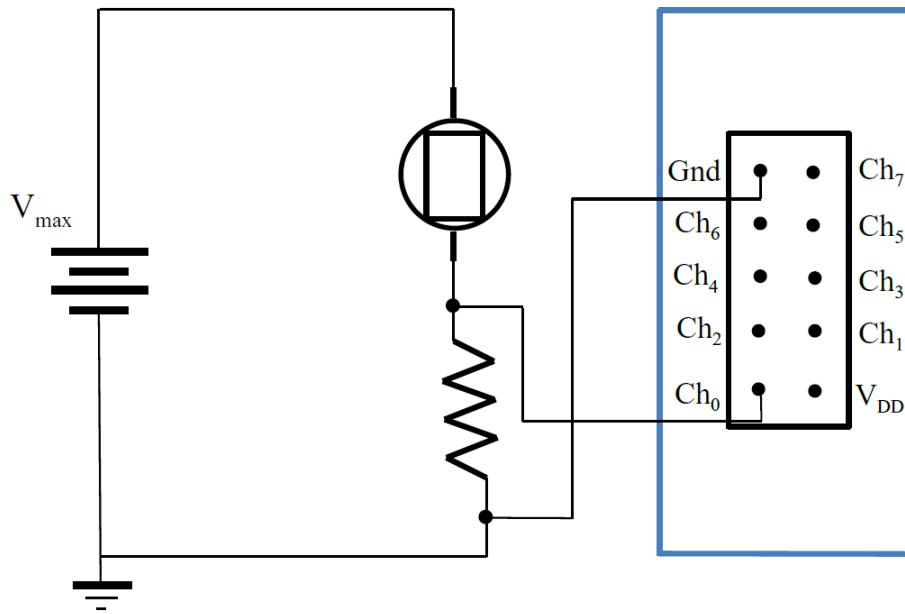 V_max
Gnd
Ch_7
Ch_6
Ch_5
Ch_4
Ch_3
Ch_2
Ch_1
Ch_0
V_DD